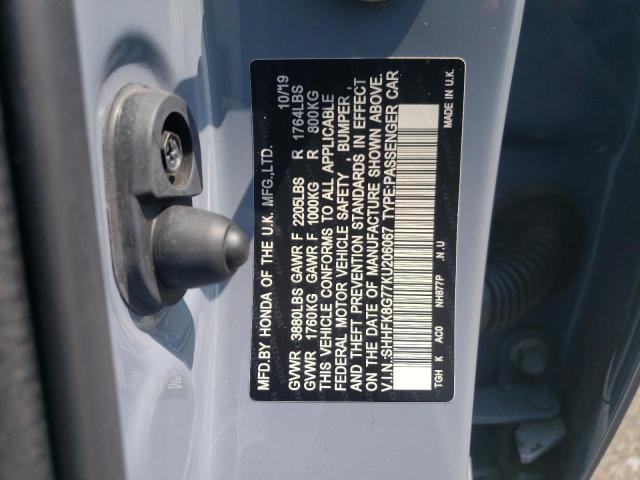 MFD.BY HONDA OF THE U.K. MFG.,LTD. 10/19
GVWR 3880LBS GAWR F 2205LBS R 1764LBS
GVWR 1760KG GAWR F 1000KG R 800KG
THIS VEHICLE CONFORMS TO ALL APPLICABLE
FEDERAL MOTOR VEHICLE SAFETY , BUMPER ,
AND THEFT PREVENTION STANDARDS IN EFFECT
ON THE DATE OF MANUFACTURE SHOWN ABOVE.
V.I.N.:SHHFK8G77KU206067 TYPE:PASSENGER CAR
MADE IN U.K.
TGH K AC0 NH877P .N.U